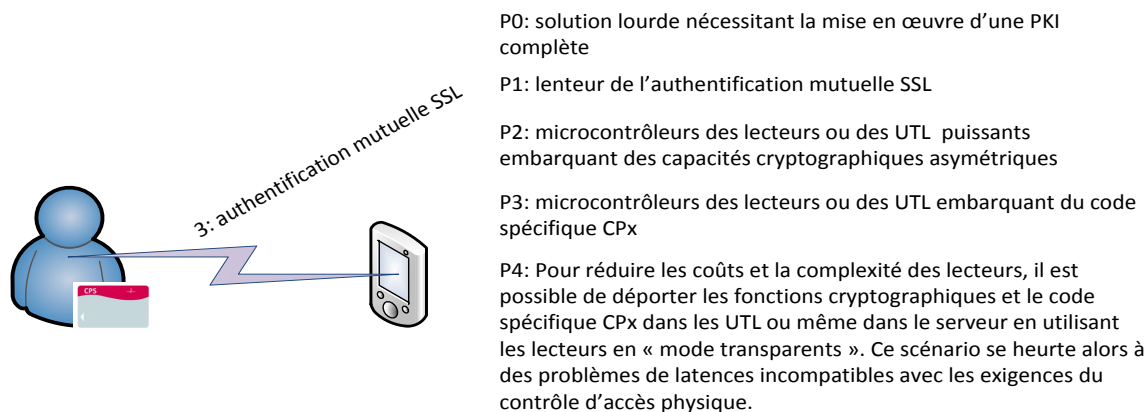 P0: solution lourde nécessitant la mise en œuvre d’une PKI
complète
P1: lenteur de l’authentification mutuelle SSL
P2: microcontrôleurs des lecteurs ou des UTL puissants
embarquant des capacités cryptographiques asymétriques
P3: microcontrôleurs des lecteurs ou des UTL embarquant du code
spécifique CPx
P4: Pour réduire les coûts et la complexité des lecteurs, il est
possible de déporter les fonctions cryptographiques et le code
spécifique CPx dans les UTL ou même dans le serveur en utilisant
les lecteurs en « mode transparents ». Ce scénario se heurte alors à
des problèmes de latences incompatibles avec les exigences du
contrôle d’accès physique.
3: authentification mutuelle SSL
CPS